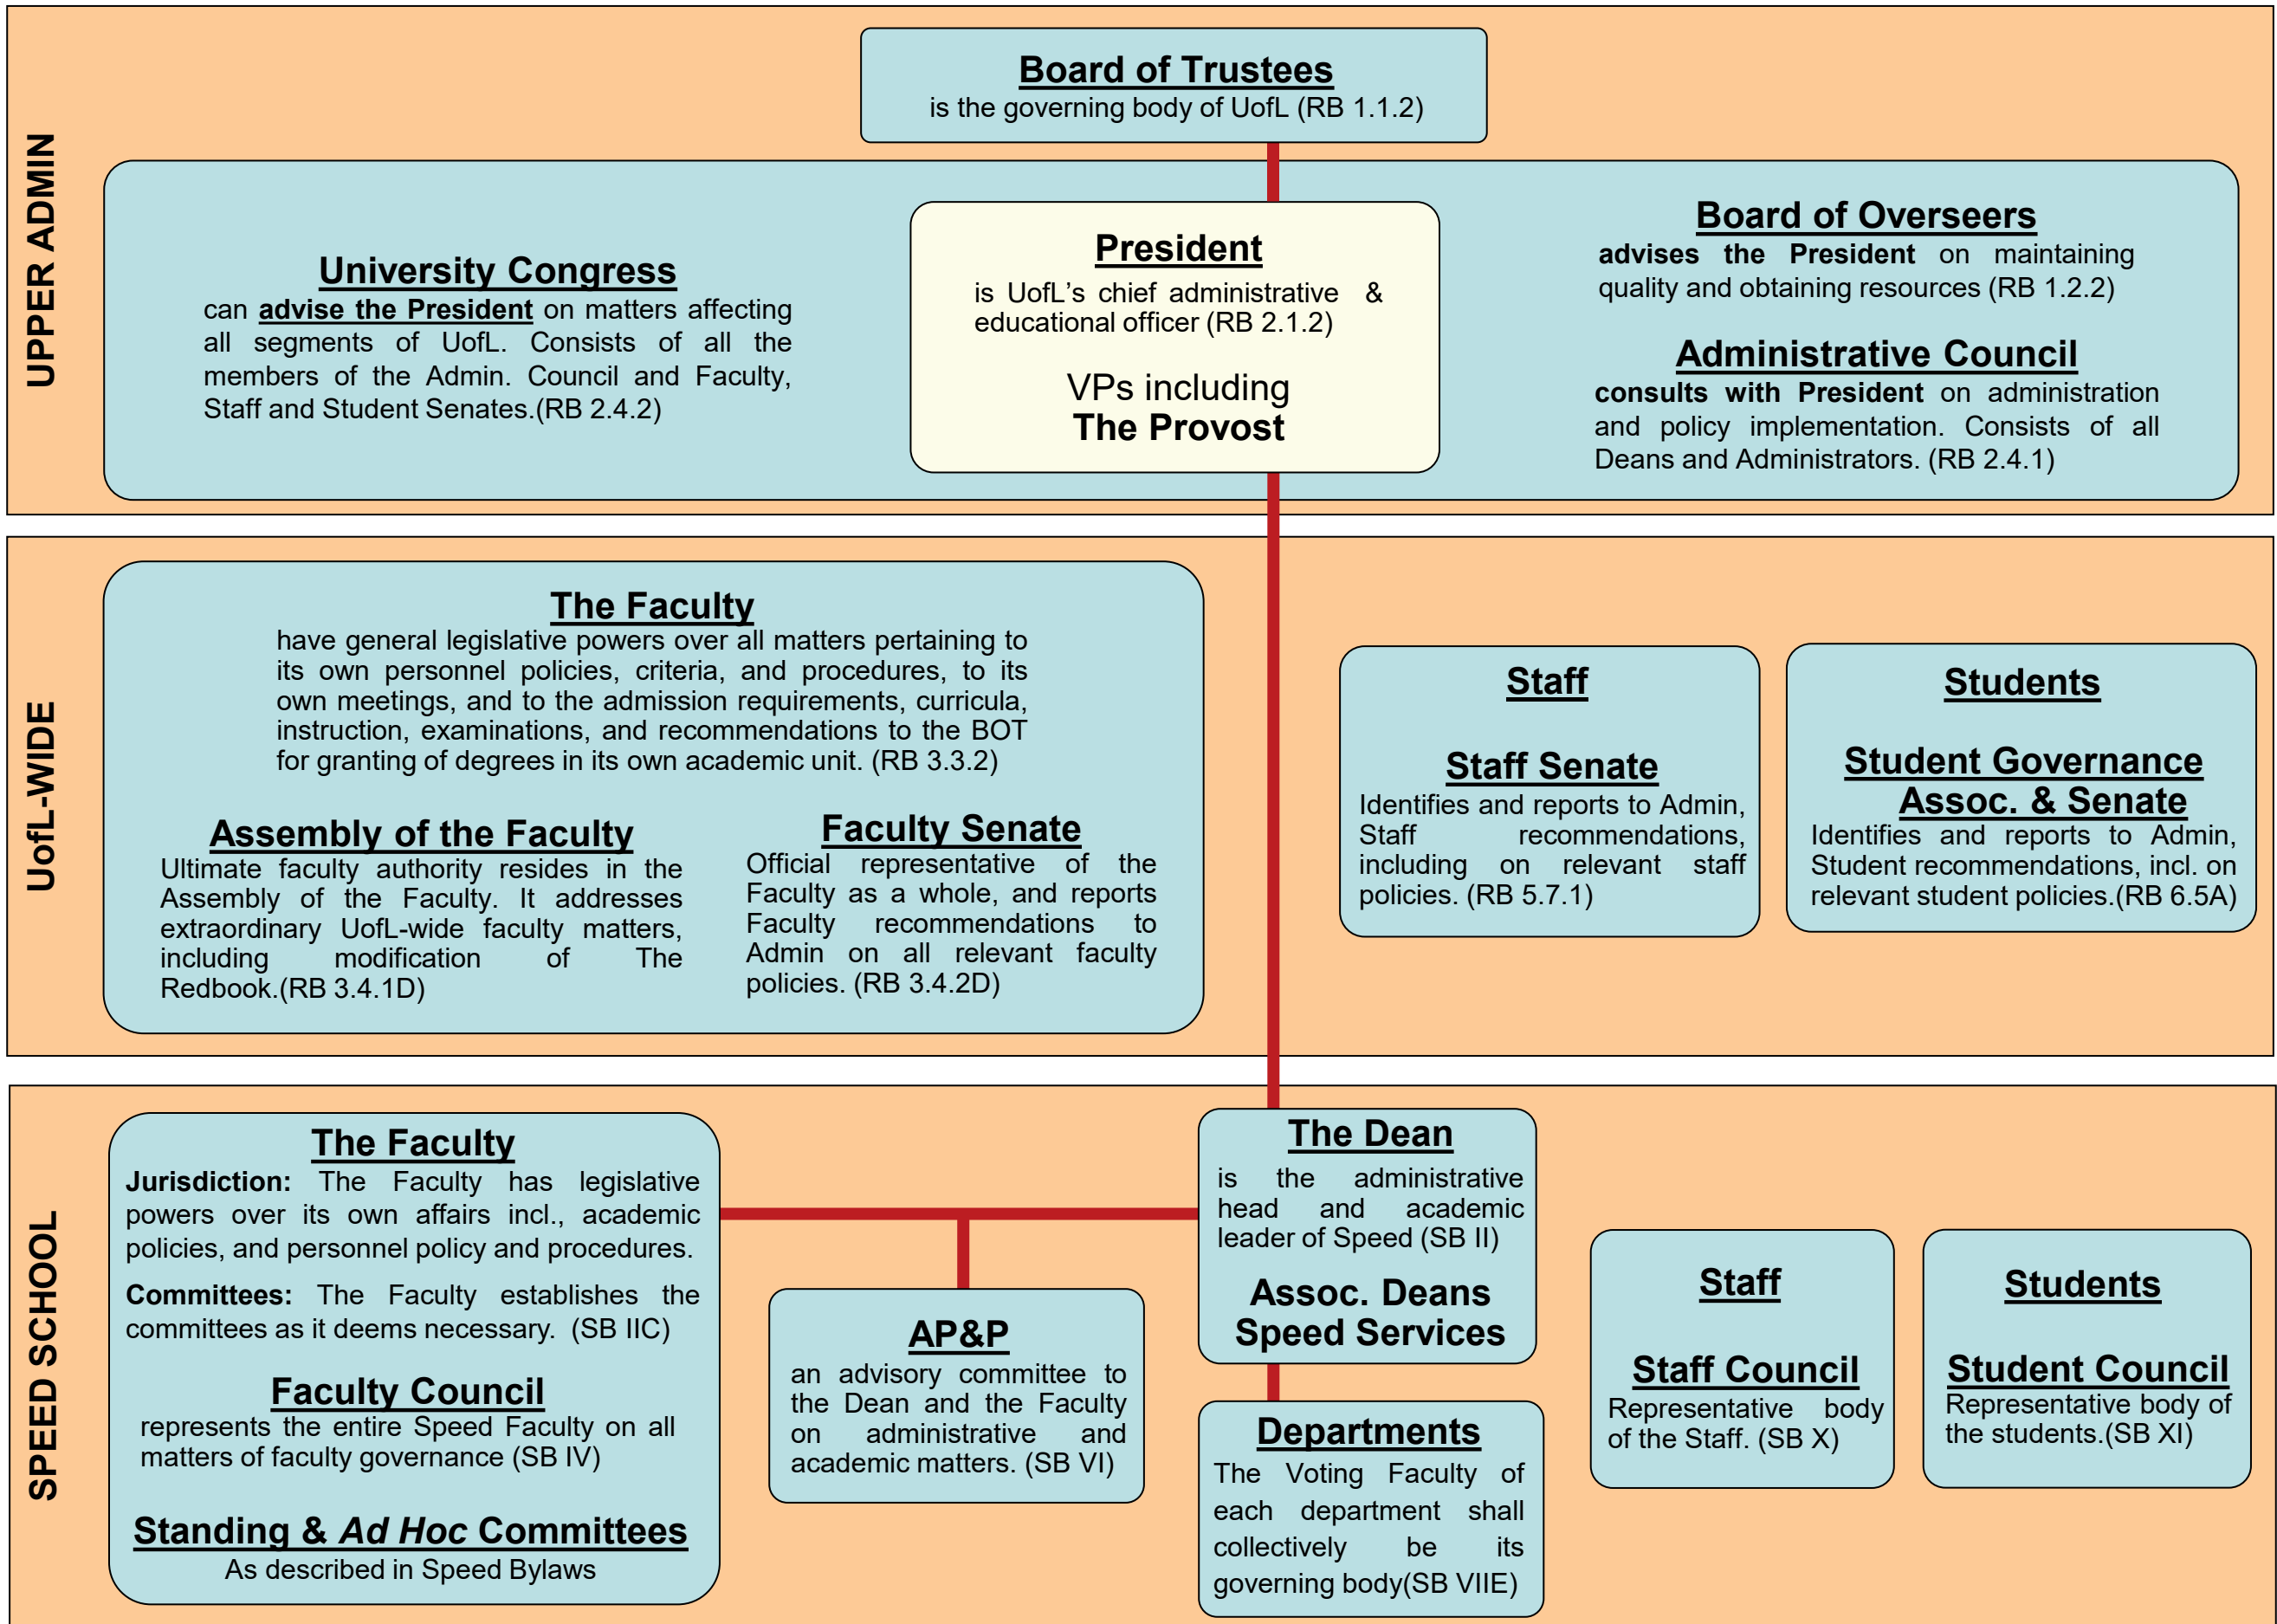 UPPER ADMIN
Board of Trustees
is the governing body of UofL (RB 1.1.2)
University Congress
can advise the President on matters affecting
all segments of UofL. Consists of all the
members of the Admin. Council and Faculty,
Staff and Student Senates.(RB 2.4.2)
President
is UofL’s chief administrative &
educational officer (RB 2.1.2)
VPs including
The Provost
Board of Overseers
advises the President on maintaining
quality and obtaining resources (RB 1.2.2)
Administrative Council
consults with President on administration
and policy implementation. Consists of all
Deans and Administrators. (RB 2.4.1)
UofL-WIDE
The Faculty
have general legislative powers over all matters pertaining to
its own personnel policies, criteria, and procedures, to its
own meetings, and to the admission requirements, curricula,
instruction, examinations, and recommendations to the BOT
for granting of degrees in its own academic unit. (RB 3.3.2)
Assembly of the Faculty
Ultimate faculty authority resides in the
Assembly of the Faculty. It addresses
extraordinary UofL-wide faculty matters,
including modification of The
Redbook.(RB 3.4.1D)
Faculty Senate
Official representative of the
Faculty as a whole, and reports
Faculty recommendations to
Admin on all relevant faculty
policies. (RB 3.4.2D)
Staff
Staff Senate
Identifies and reports to Admin,
Staff recommendations,
including on relevant staff
policies. (RB 5.7.1)
Students
Student Governance
Assoc. & Senate
Identifies and reports to Admin,
Student recommendations, incl. on
relevant student policies.(RB 6.5A)
SPEED SCHOOL
The Faculty
Jurisdiction: The Faculty has legislative
powers over its own affairs incl., academic
policies, and personnel policy and procedures.
Committees: The Faculty establishes the
committees as it deems necessary. (SB IIC)
Faculty Council
represents the entire Speed Faculty on all
matters of faculty governance (SB IV)
Standing & Ad Hoc Committees
As described in Speed Bylaws
AP&P
an advisory committee to
the Dean and the Faculty
on administrative and
academic matters. (SB VI)
The Dean
is the administrative
head and academic
leader of Speed (SB II)
Assoc. Deans
Speed Services
Departments
The Voting Faculty of
each department shall
collectively be its
governing body(SB VIIE)
Staff
Staff Council
Representative body
of the Staff. (SB X)
Students
Student Council
Representative body of
the students.(SB XI)